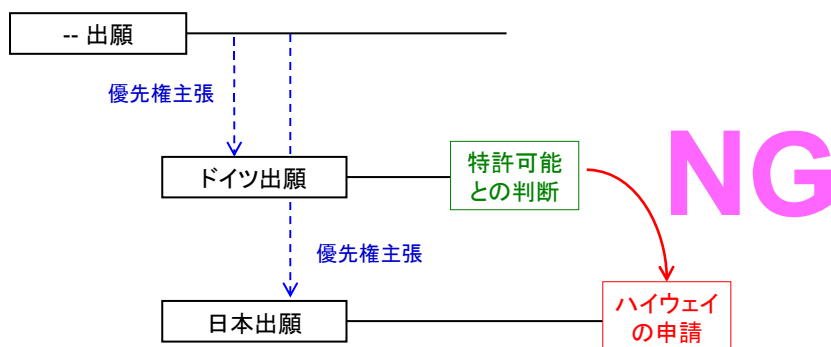 -- 出願
優先権主張
ドイツ出願
特許可能
との判断
NG
優先権主張
日本出願
ハイウェイ
の申請